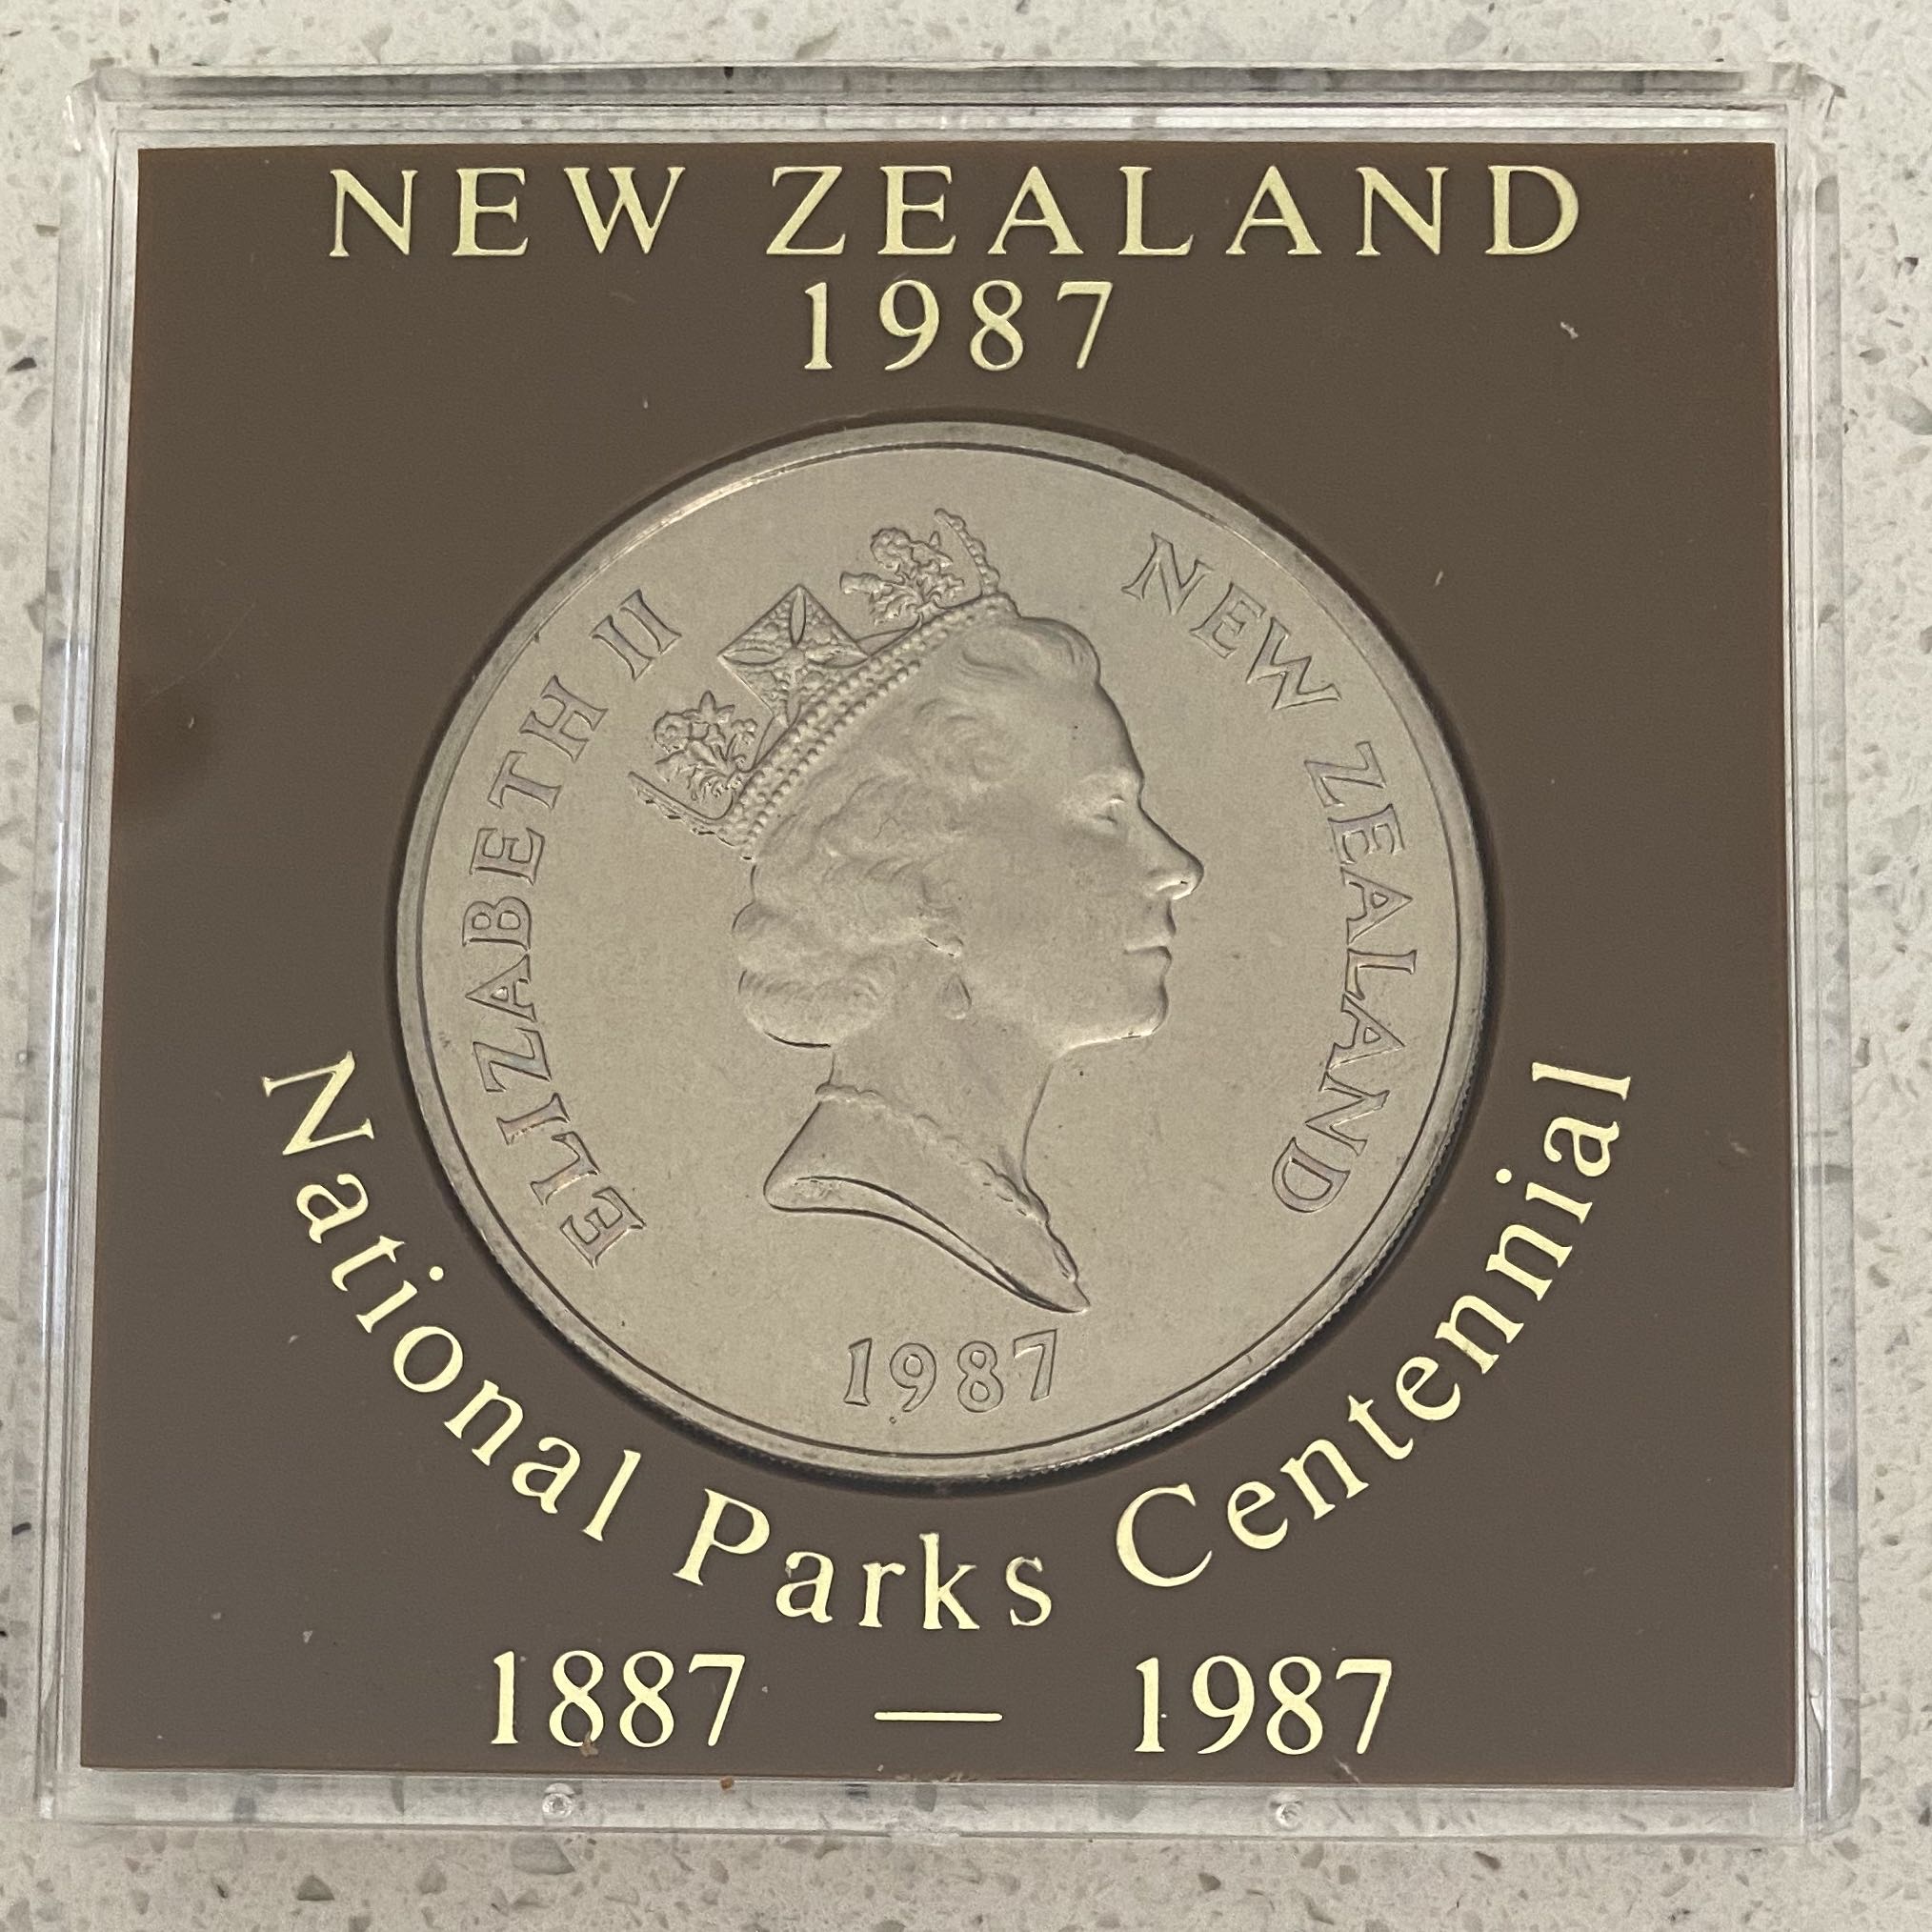 NEW ZEALAND
1987
ELIZABETH II
NEW ZEALAND
1987
National Parks Centennial
1887 — 1987